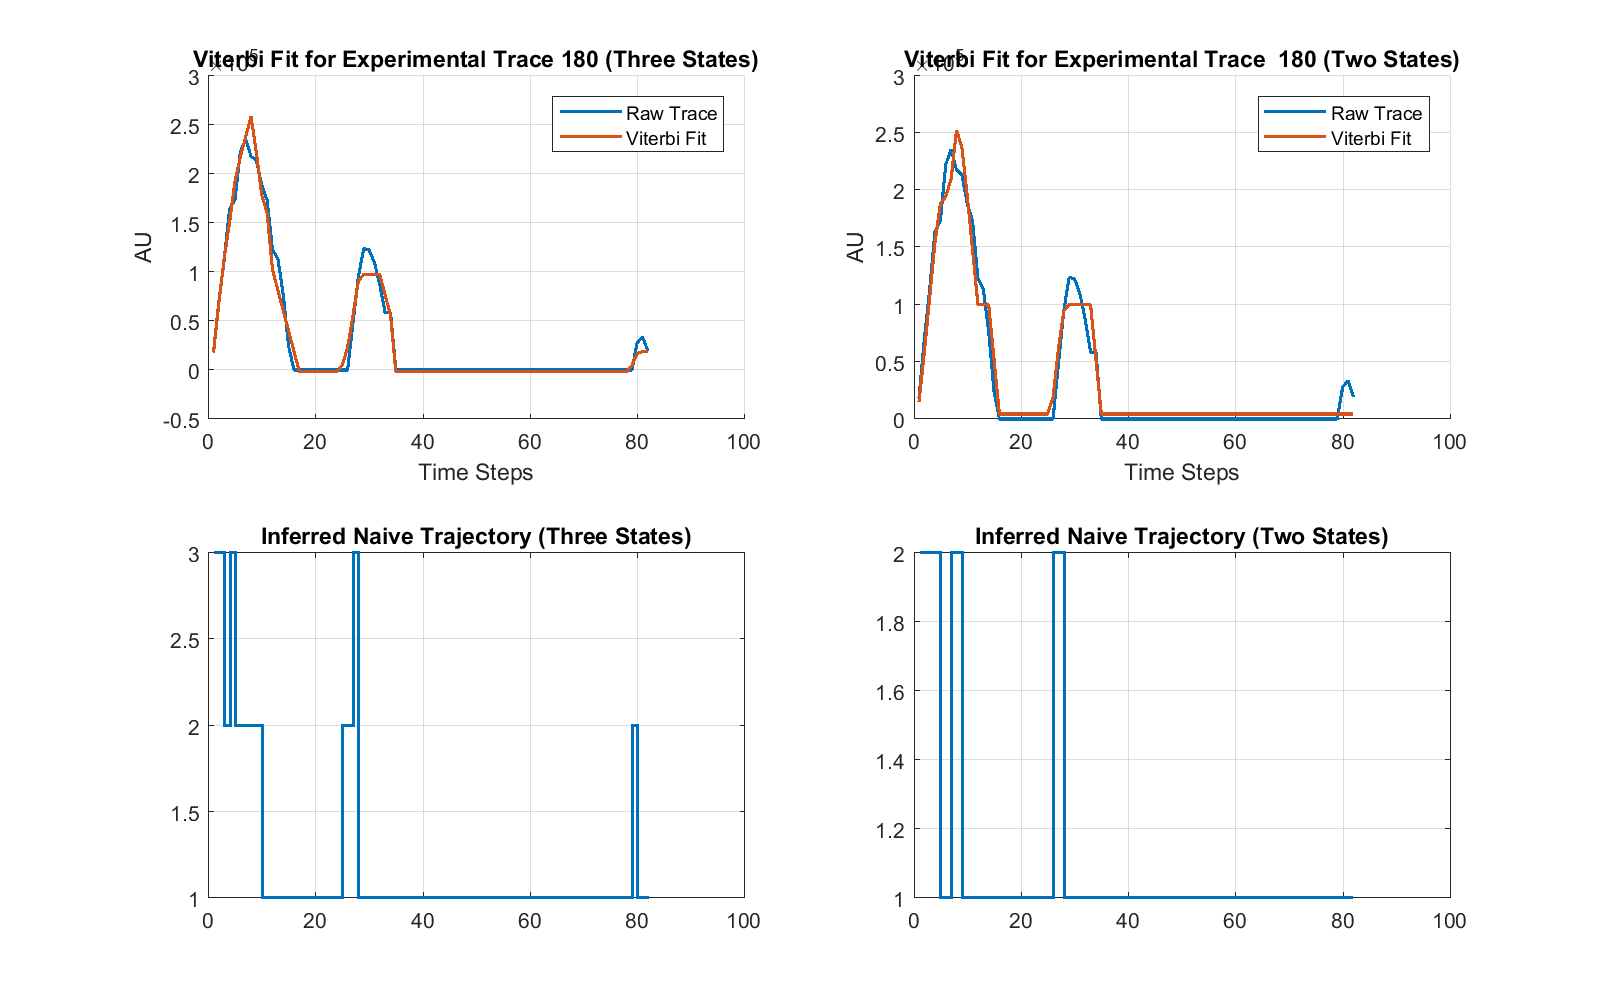 Viterbi Fit for Experimental Trace 180 (Three States)
×10^5
3
2.5
2
1.5
1
0.5
0
-0.5
AU
0 20 40 60 80 100
Time Steps
Raw Trace
Viterbi Fit
Viterbi Fit for Experimental Trace  180 (Two States)
×10^5
3
2.5
2
1.5
1
0.5
0
AU
0 20 40 60 80 100
Time Steps
Raw Trace
Viterbi Fit
Inferred Naive Trajectory (Three States)
3
2.5
2
1.5
1
0 20 40 60 80 100
Inferred Naive Trajectory (Two States)
2
1.8
1.6
1.4
1.2
1
0 20 40 60 80 100